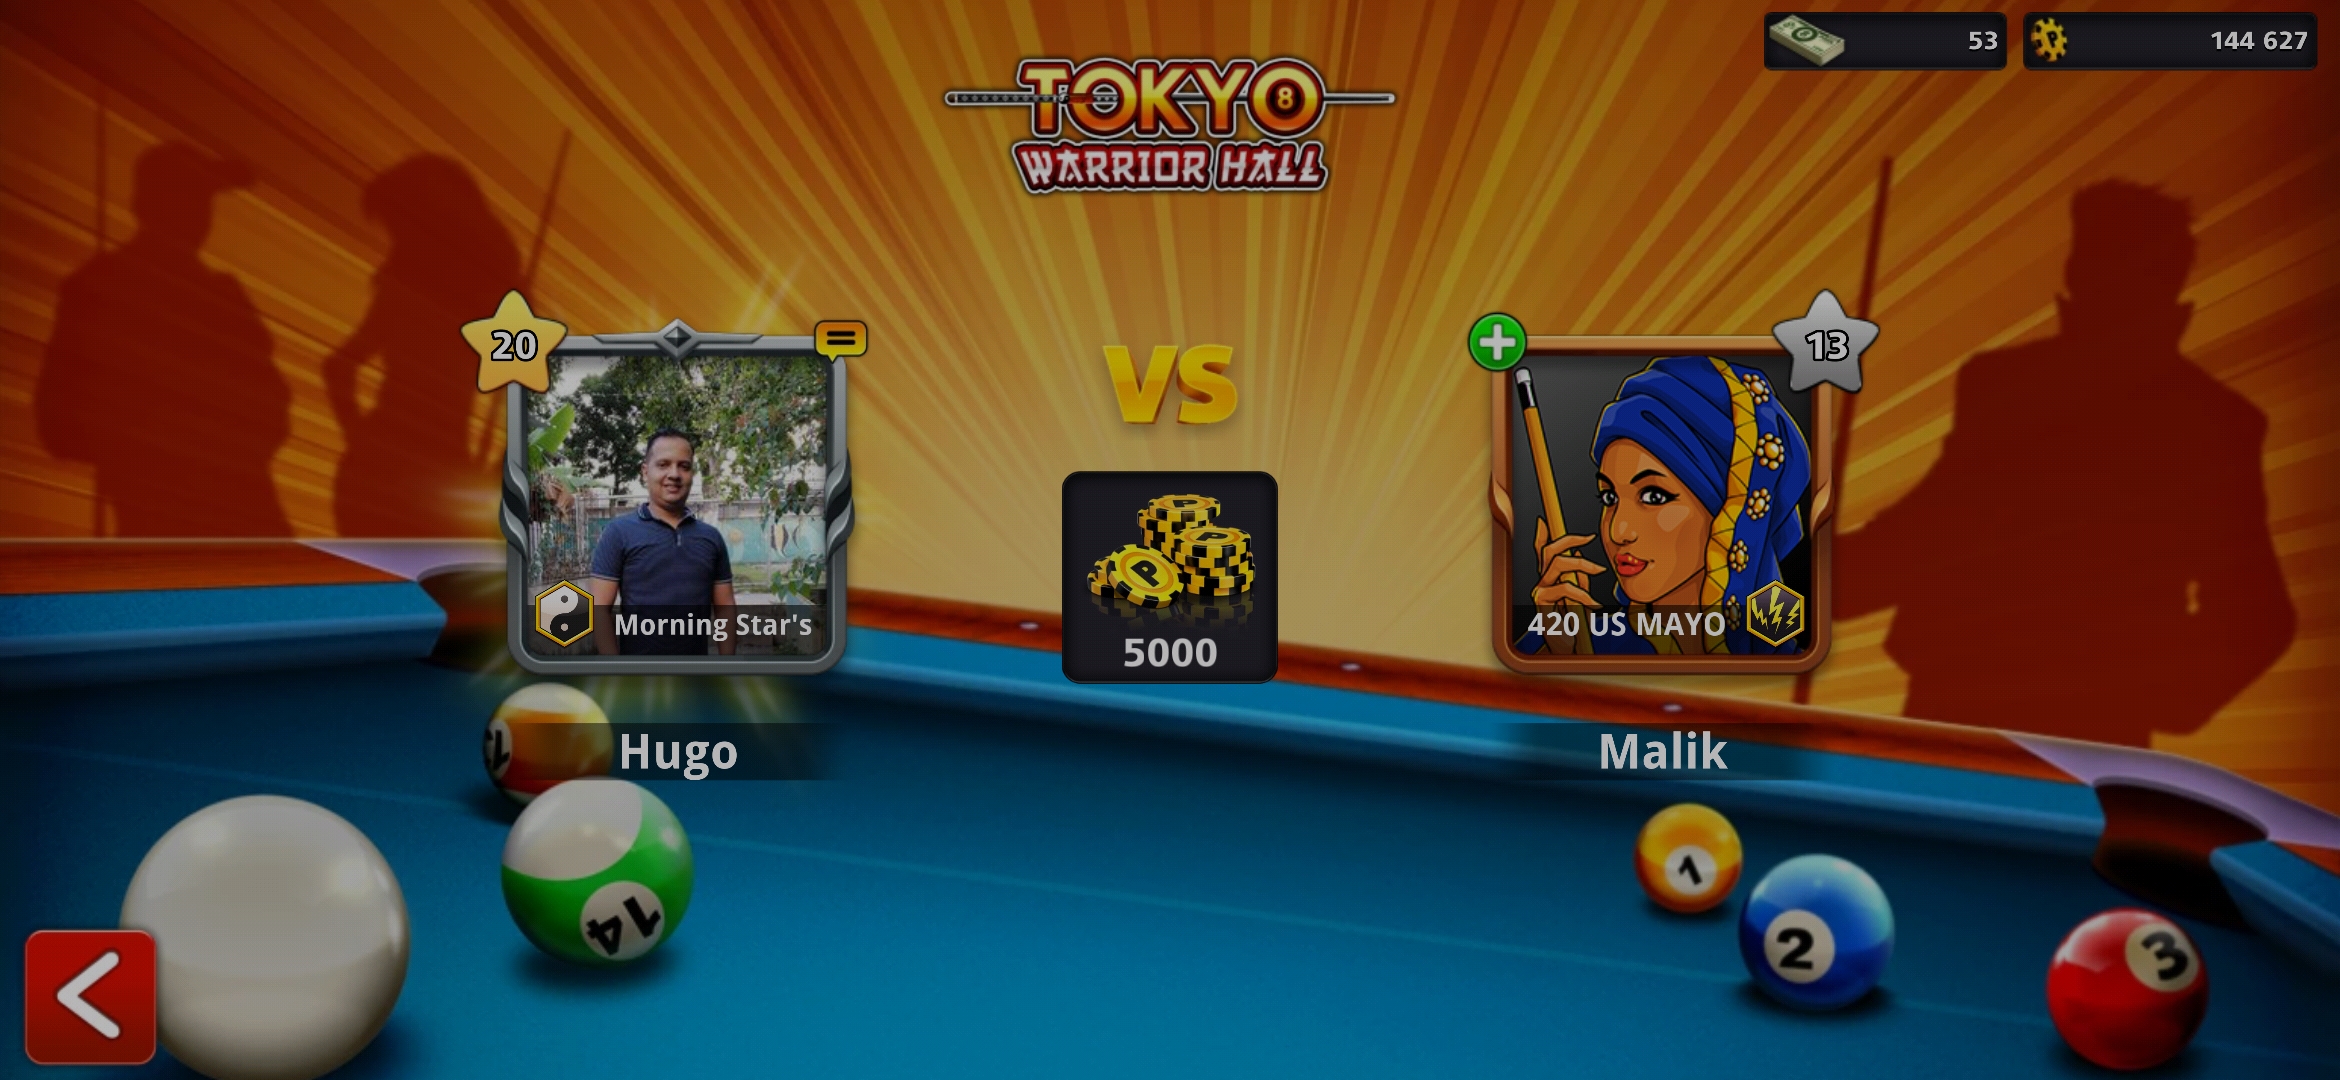 53
144 627
TOKYO
8
WARRIOR HALL
20
13
VS
Morning Star's
420 US MAYO
P
P
P
5000
Hugo
Malik
14
1
2
3